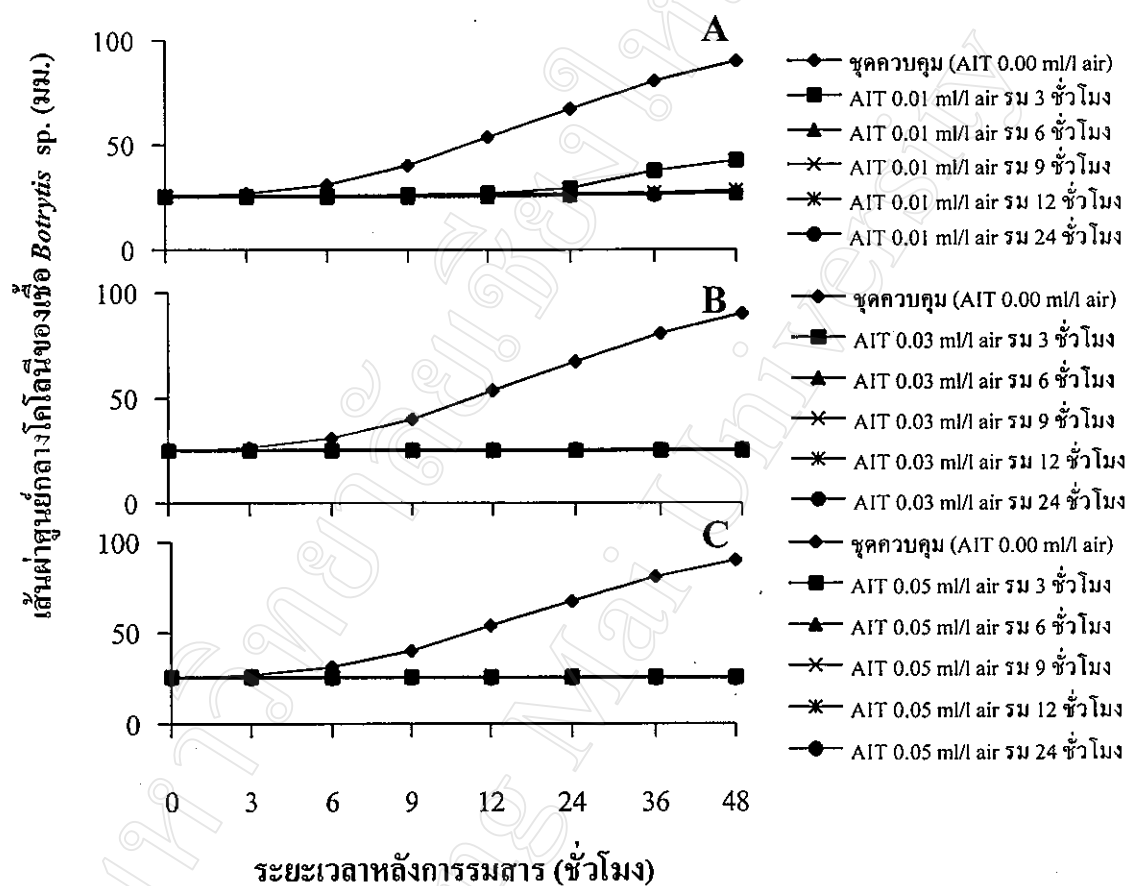 เส้นผ่าศูนย์กลางโคโลนีของเชื้อ Botrytis sp. (มม.)
A
100
50
0
ชุดควบคุม (AIT 0.00 ml/l air)
AIT 0.01 ml/l air รม 3 ชั่วโมง
AIT 0.01 ml/l air รม 6 ชั่วโมง
AIT 0.01 ml/l air รม 9 ชั่วโมง
AIT 0.01 ml/l air รม 12 ชั่วโมง
AIT 0.01 ml/l air รม 24 ชั่วโมง
B
100
50
0
ชุดควบคุม (AIT 0.00 ml/l air)
AIT 0.03 ml/l air รม 3 ชั่วโมง
AIT 0.03 ml/l air รม 6 ชั่วโมง
AIT 0.03 ml/l air รม 9 ชั่วโมง
AIT 0.03 ml/l air รม 12 ชั่วโมง
AIT 0.03 ml/l air รม 24 ชั่วโมง
C
100
50
0
ชุดควบคุม (AIT 0.00 ml/l air)
AIT 0.05 ml/l air รม 3 ชั่วโมง
AIT 0.05 ml/l air รม 6 ชั่วโมง
AIT 0.05 ml/l air รม 9 ชั่วโมง
AIT 0.05 ml/l air รม 12 ชั่วโมง
AIT 0.05 ml/l air รม 24 ชั่วโมง
0 3 6 9 12 24 36 48
ระยะเวลาหลังการรมสาร (ชั่วโมง)
Mai University